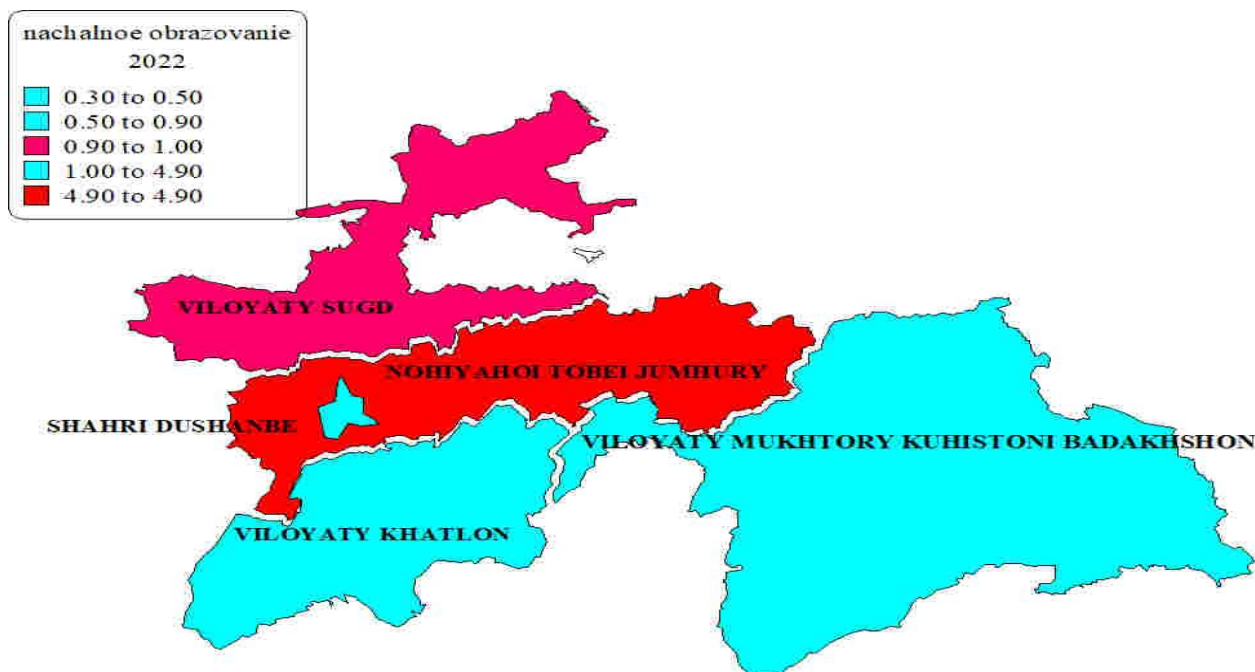 nachalnoe obrazovanie
2022
0.30 to 0.50
0.50 to 0.90
0.90 to 1.00
1.00 to 4.90
4.90 to 4.90
VILOYATY SUGD
NOHIYAHOI TOBEI JUMHURY
SHAHRI DUSHANBE
VILOYATY MUKHTORY KUHISTONI BADAKHSHON
VILOYATY KHATLON